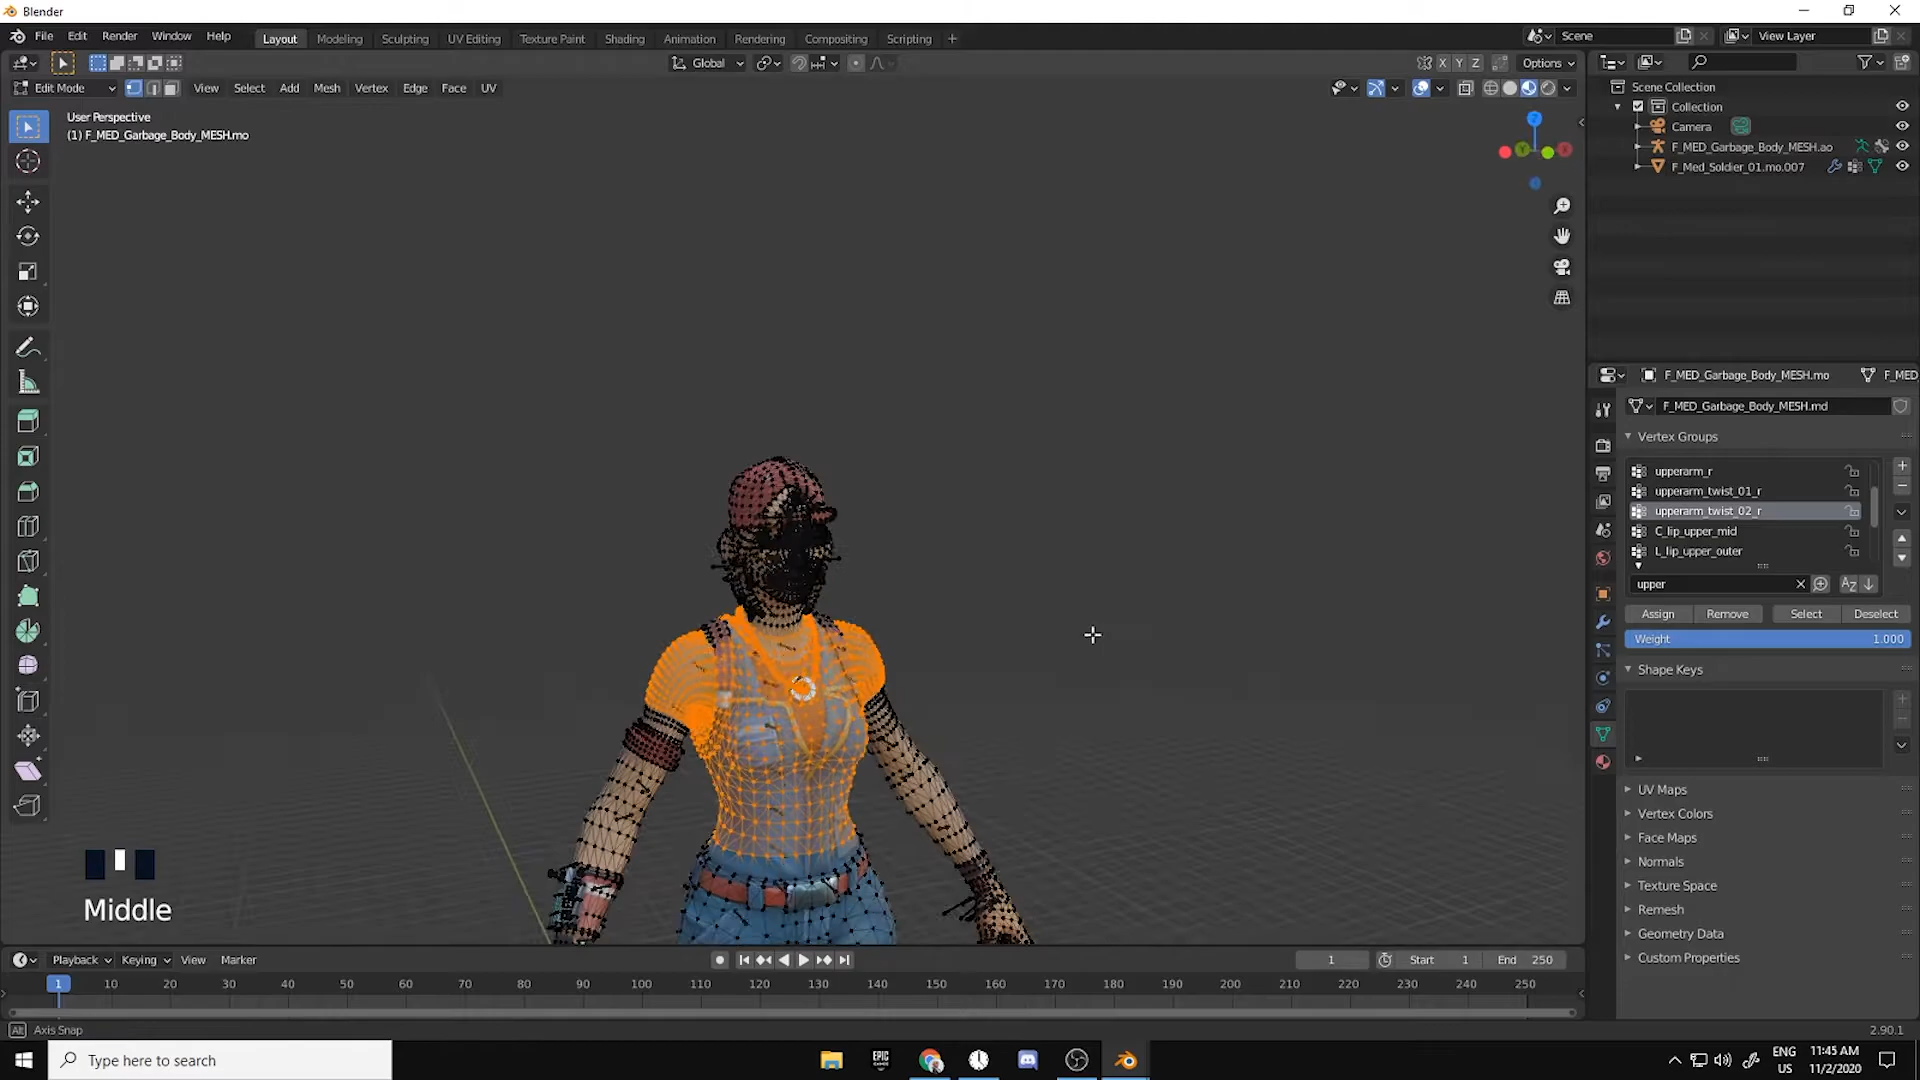 Blender
File Edit Render Window Help Layout Modeling Sculpting UV Editing Texture Paint Shading Animation Rendering Compositing Scripting + Scene View Layer
Global X Y Z Options
Edit Mode View Select Add Mesh Vertex Edge Face UV
User Perspective
(1) F_MED_Garbage_Body_MESH.mo
Z
Scene Collection
Collection
Camera
F_MED_Garbage_Body_MESH.ao
F_Med_Soldier_01.mo.007
F_MED_Garbage_Body_MESH.mo F_MED
F_MED_Garbage_Body_MESH.md
Vertex Groups
upperarm_r
upperarm_twist_01_r
upperarm_twist_02_r
C_lip_upper_mid
L_lip_upper_outer
upper
Assign Remove Select Deselect
Weight 1.000
Shape Keys
UV Maps
Vertex Colors
Face Maps
Normals
Texture Space
Remesh
Geometry Data
Custom Properties
Middle
Playback Keying View Marker 1 Start 1 End 250
1 10 20 30 40 50 60 70 80 90 100 110 120 130 140 150 160 170 180 190 200 210 220 230 240 250
Alt Axis Snap 2.90.1
Type here to search EPIC GAMES ENG US 11:45 AM 11/2/2020